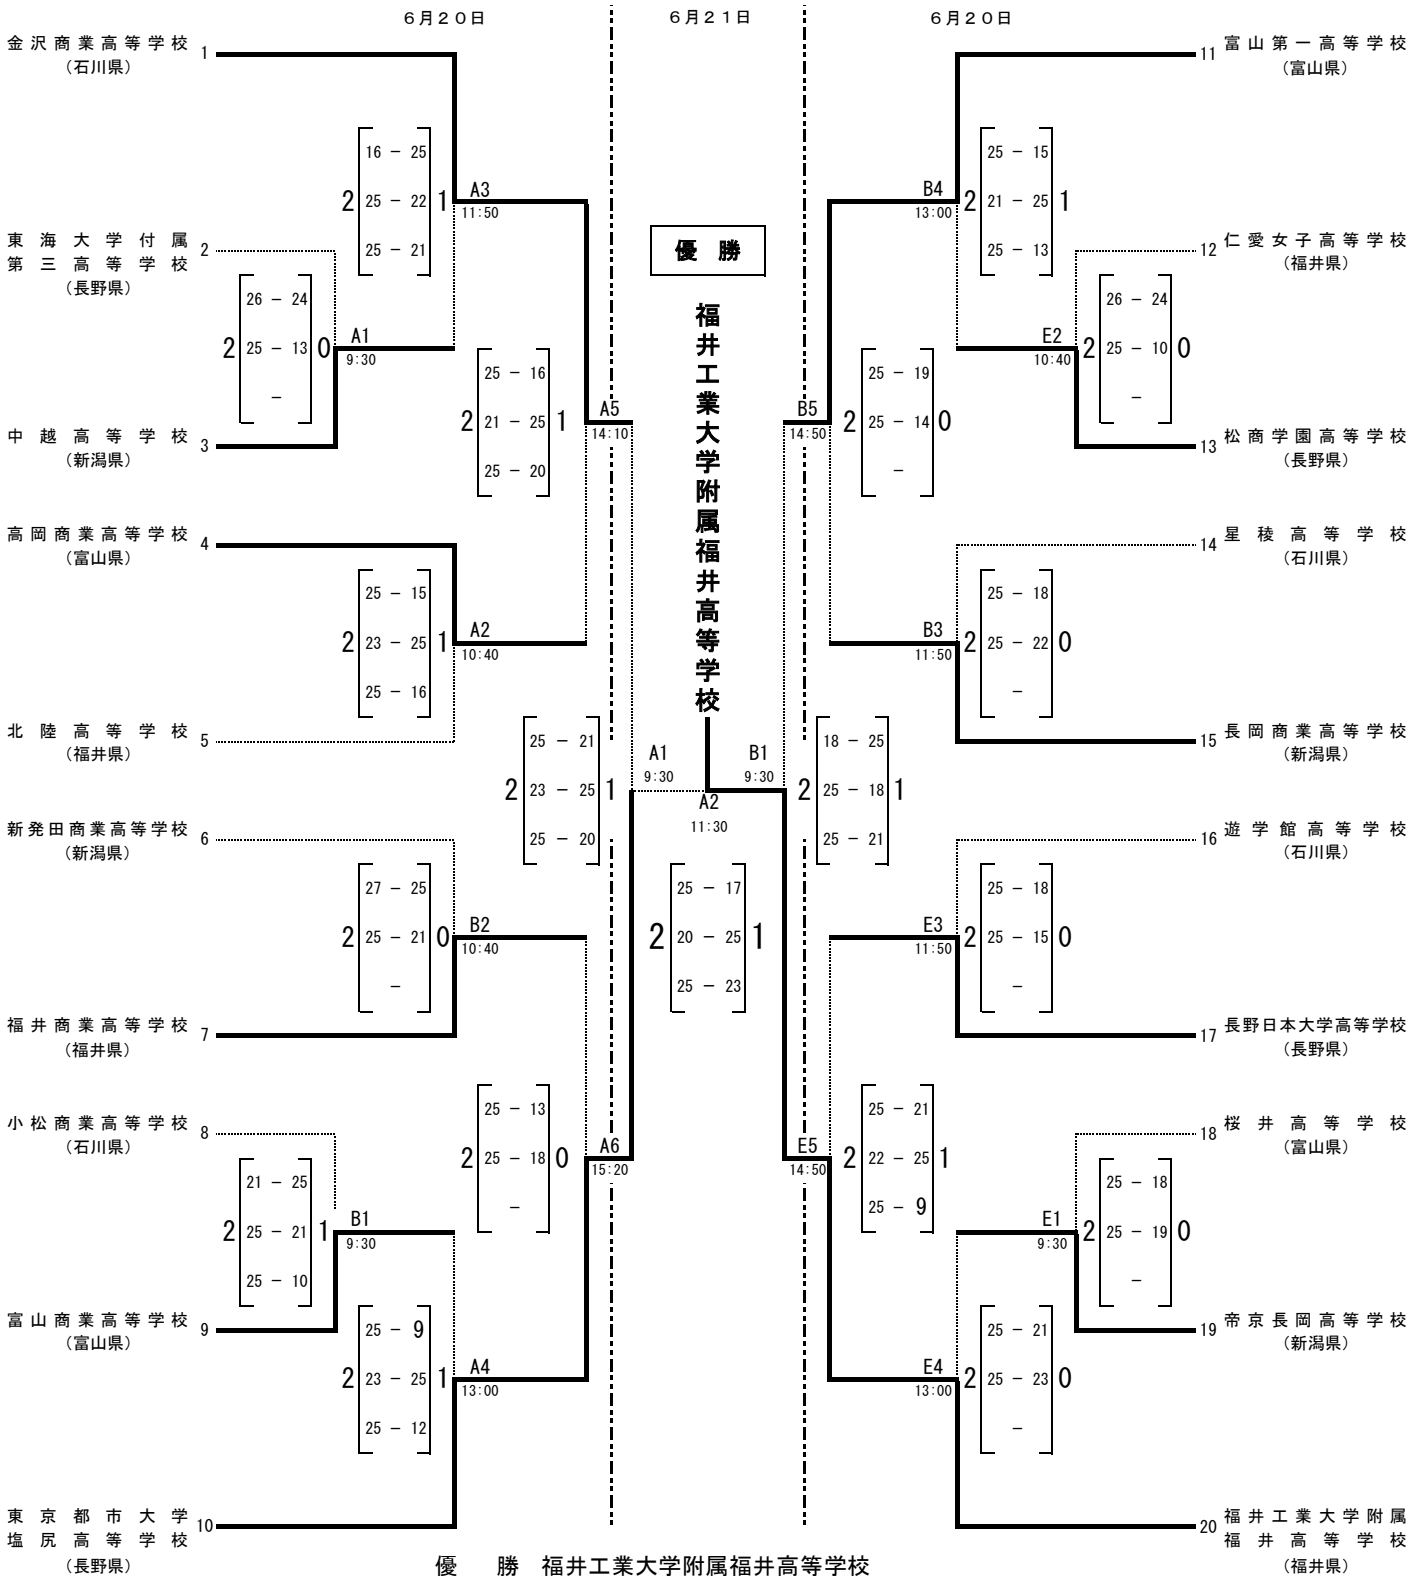 ６月２０日
６月２１日
６月２０日
金沢商業高等学校 1
（石川県）
東海大学付属 2
第三高等学校
（長野県）
中越高等学校 3
（新潟県）
高岡商業高等学校 4
（富山県）
北陸高等学校 5
（福井県）
新発田商業高等学校 6
（新潟県）
福井商業高等学校 7
（福井県）
小松商業高等学校 8
（石川県）
富山商業高等学校 9
（富山県）
東京都市大学 10
塩尻高等学校
（長野県）
26 － 24
2 25 － 13 0
－
A1
9:30
21 － 25
2 25 － 21 1
25 － 10
B1
9:30
16 － 25
2 25 － 22 1
25 － 21
A3
11:50
25 － 15
2 23 － 25 1
25 － 16
A2
10:40
27 － 25
2 25 － 21 0
－
B2
10:40
25 － 9
2 23 － 25 1
25 － 12
A4
13:00
25 － 16
2 21 － 25 1
25 － 20
A5
14:10
25 － 13
2 25 － 18 0
－
A6
15:20
25 － 21
2 23 － 25 1
25 － 20
A1
9:30
優勝
福井工業大学附属福井高等学校
A2
11:30
25 － 17
2 20 － 25 1
25 － 23
B1
9:30
18 － 25
2 25 － 18 1
25 － 21
B5
14:50
25 － 19
2 25 － 14 0
－
E5
14:50
25 － 21
2 22 － 25 1
25 － 9
B4
13:00
25 － 15
2 21 － 25 1
25 － 13
B3
11:50
25 － 18
2 25 － 22 0
－
E3
11:50
25 － 18
2 25 － 15 0
－
E4
13:00
25 － 21
2 25 － 23 0
－
E2
10:40
26 － 24
2 25 － 10 0
－
E1
9:30
25 － 18
2 25 － 19 0
－
11 富山第一高等学校
（富山県）
12 仁愛女子高等学校
（福井県）
13 松商学園高等学校
（長野県）
14 星稜高等学校
（石川県）
15 長岡商業高等学校
（新潟県）
16 遊学館高等学校
（石川県）
17 長野日本大学高等学校
（長野県）
18 桜井高等学校
（富山県）
19 帝京長岡高等学校
（新潟県）
20 福井工業大学附属
福井高等学校
（福井県）
優　勝　福井工業大学附属福井高等学校